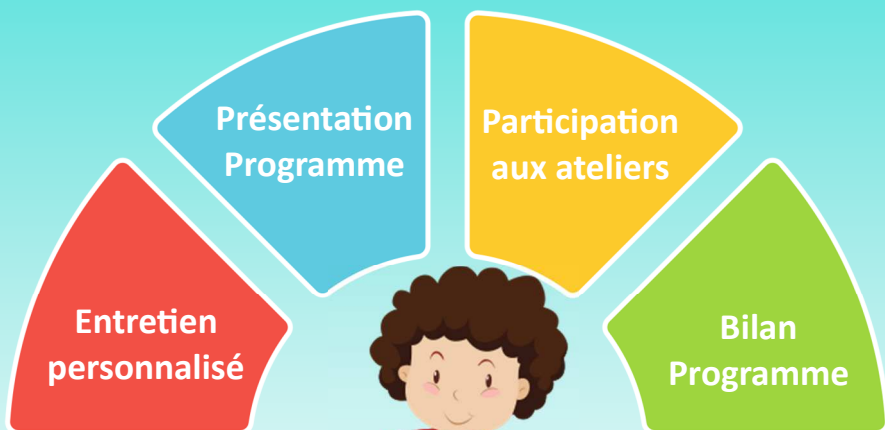 Entretien
personnalisé
Présentation
Programme
Participation
aux ateliers
Bilan
Programme